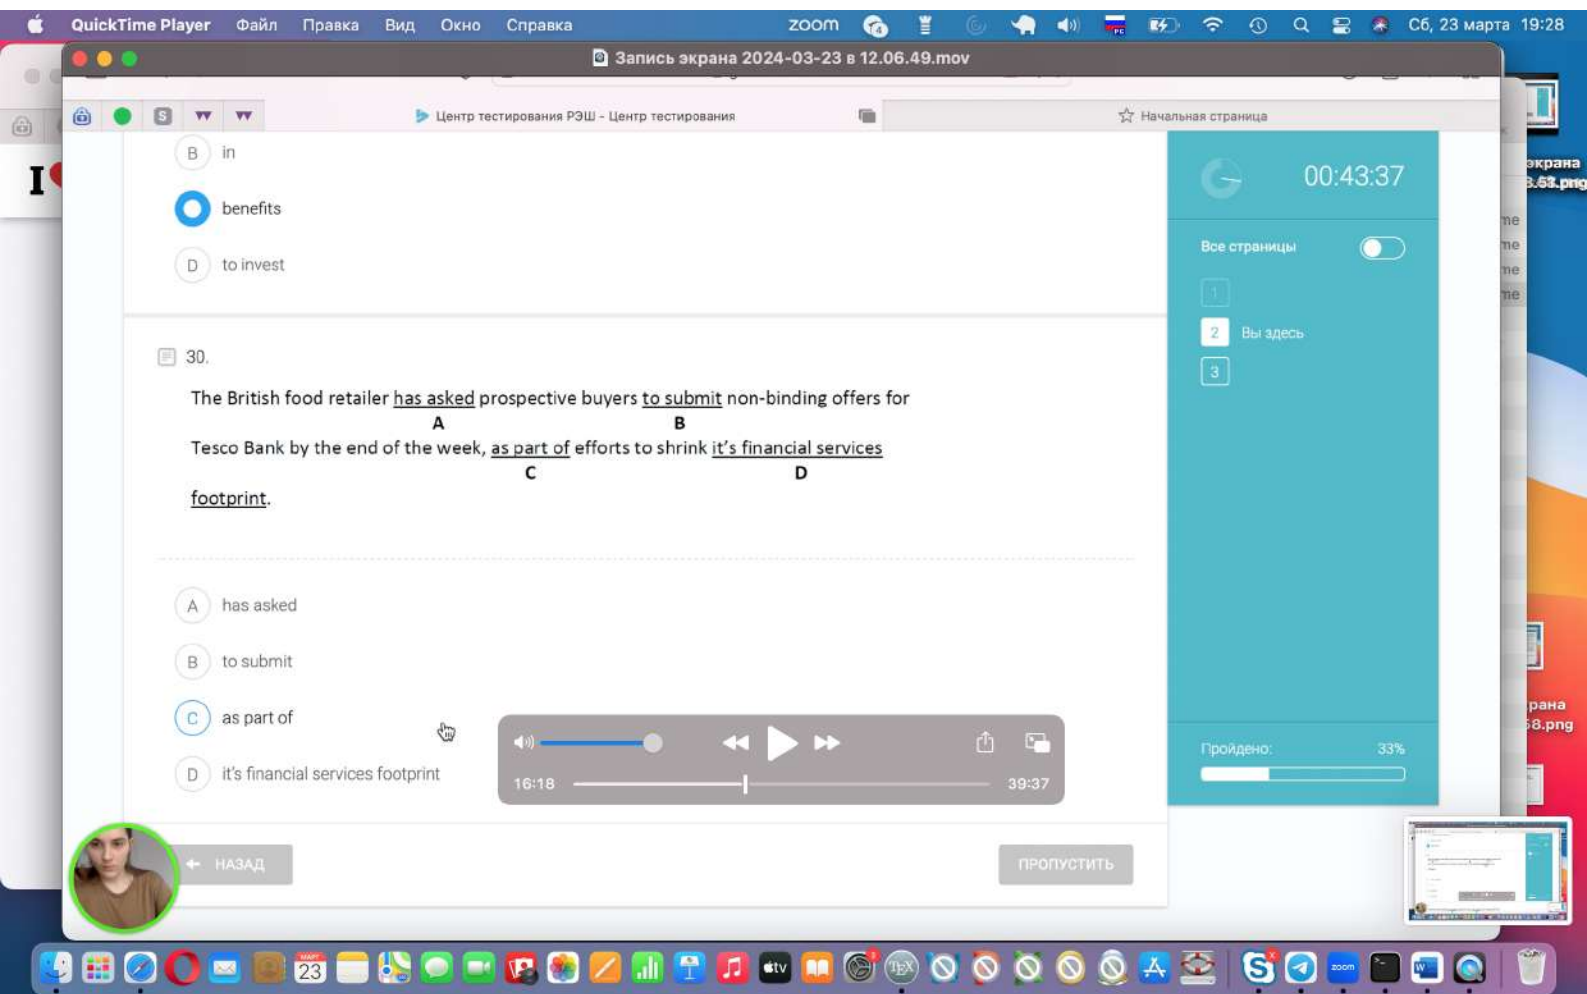 QuickTime Player Файл Правка Вид Окно Справка zoom Сб, 23 марта 19:28
Запись экрана 2024-03-23 в 12.06.49.mov
Центр тестирования РЭШ - Центр тестирования
Начальная страница
B in
benefits
D to invest
00:43:37
Все страницы
1
2 Вы здесь
3
30.
The British food retailer has asked prospective buyers to submit non-binding offers for
A B
Tesco Bank by the end of the week, as part of efforts to shrink it’s financial services
C D
footprint.
A has asked
B to submit
C as part of
D it’s financial services footprint
16:18 39:37
Пройдено: 33%
НАЗАД
ПРОПУСТИТЬ
I
S
экрана
рана
МАРТ
23
TEX
tv
zoom